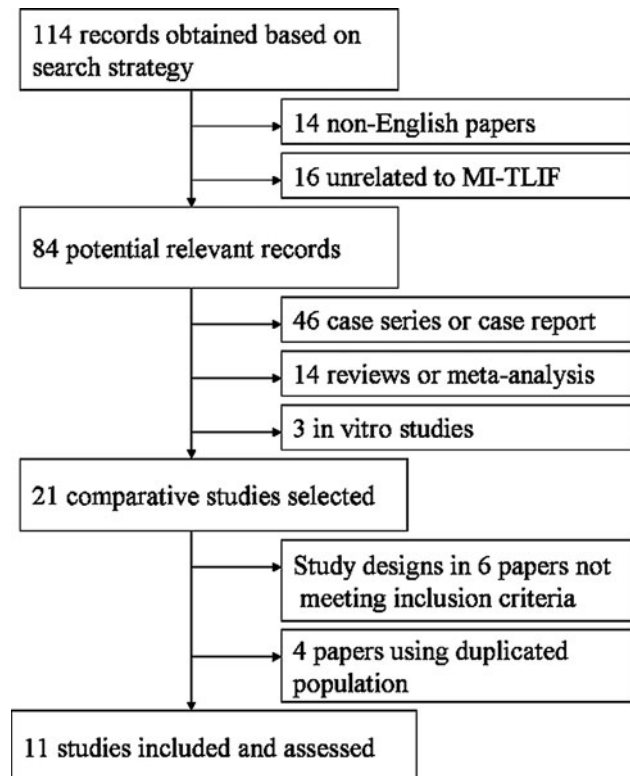 114 records obtained based on
search strategy
14 non-English papers
16 unrelated to MI-TLIF
84 potential relevant records
46 case series or case report
14 reviews or meta-analysis
3 in vitro studies
21 comparative studies selected
Study designs in 6 papers not
meeting inclusion criteria
4 papers using duplicated
population
11 studies included and assessed